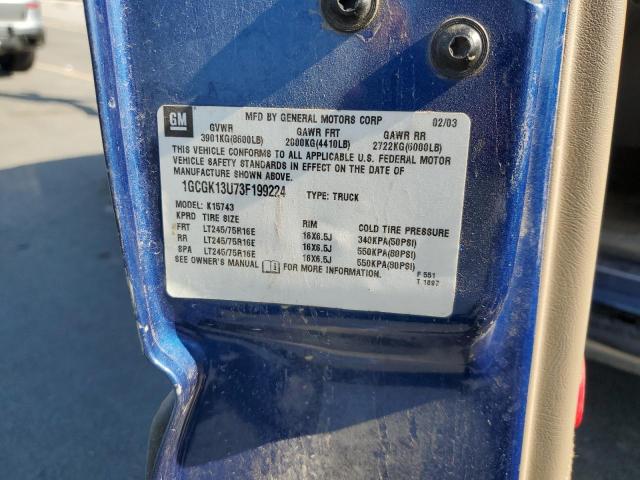 GM
MFD BY GENERAL MOTORS CORP 02/03
GVWR GAWR FRT GAWR RR
3901KG(8600LB) 2000KG(4410LB) 2722KG(6000LB)
THIS VEHICLE CONFORMS TO ALL APPLICABLE U.S. FEDERAL MOTOR
VEHICLE SAFETY STANDARDS IN EFFECT ON THE DATE OF
MANUFACTURE SHOWN ABOVE.
1GCGK13U73F199224 TYPE: TRUCK
MODEL: K15743
KPRD TIRE SIZE RIM COLD TIRE PRESSURE
FRT LT245/75R16E 16X6.5J 340KPA(50PSI)
RR LT245/75R16E 16X6.5J 550KPA(80PSI)
SPA LT245/75R16E 16X6.5J 550KPA(80PSI)
SEE OWNER'S MANUAL FOR MORE INFORMATION. F 551
T 1897